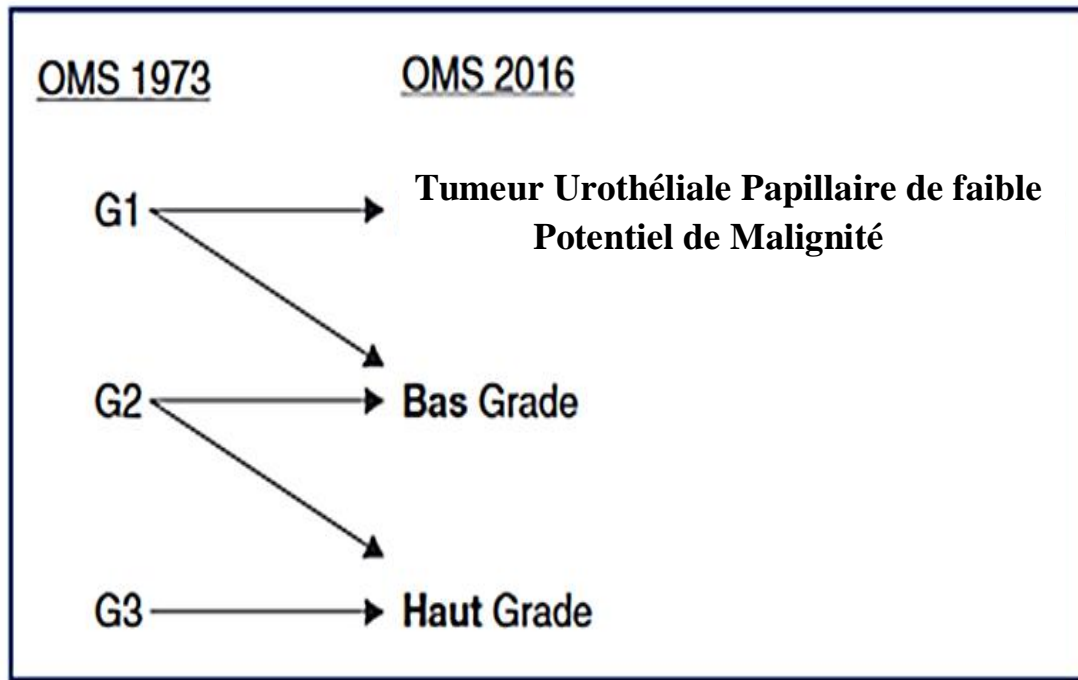 OMS 1973 OMS 2016
G1 Tumeur Urothéliale Papillaire de faible
Potentiel de Malignité
G2 Bas Grade
G3 Haut Grade